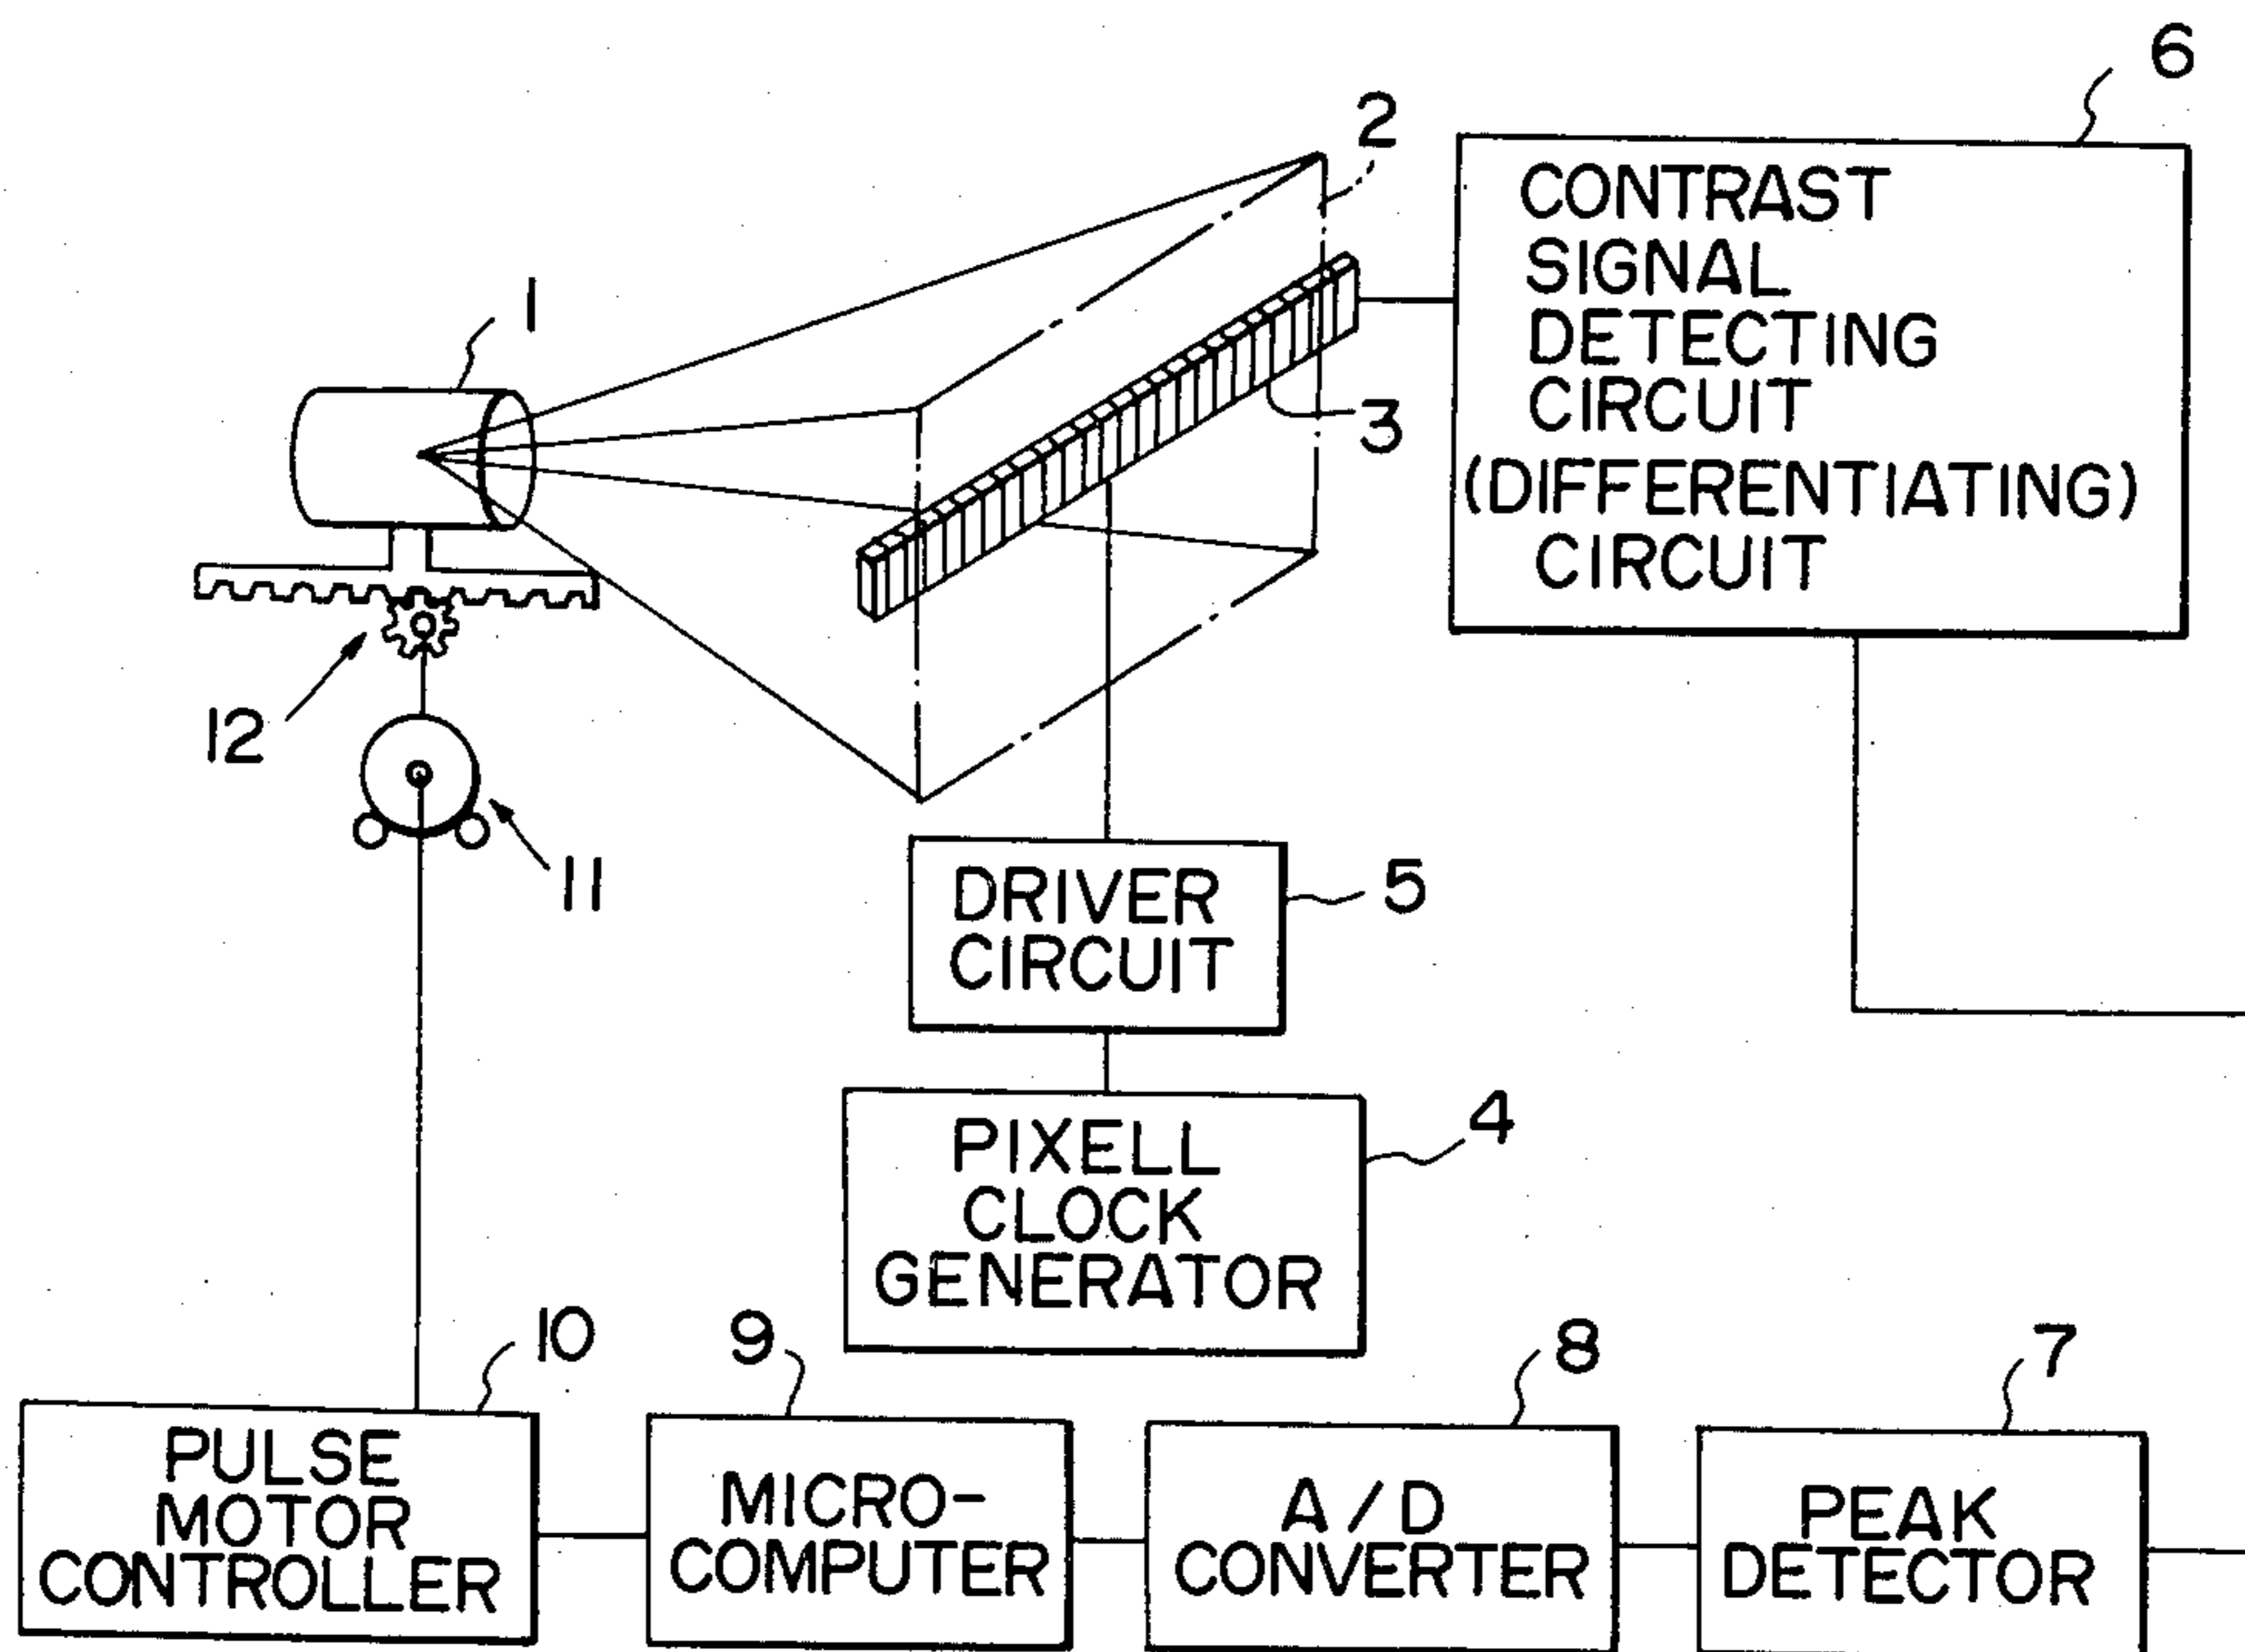 6
2
CONTRAST
SIGNAL
DETECTING
CIRCUIT
(DIFFERENTIATING)
CIRCUIT
1
3
12
11
DRIVER
CIRCUIT
5
PIXELL
CLOCK
GENERATOR
4
10
9
8
7
PULSE
MOTOR
CONTROLLER
MICRO-
COMPUTER
A/D
CONVERTER
PEAK
DETECTOR